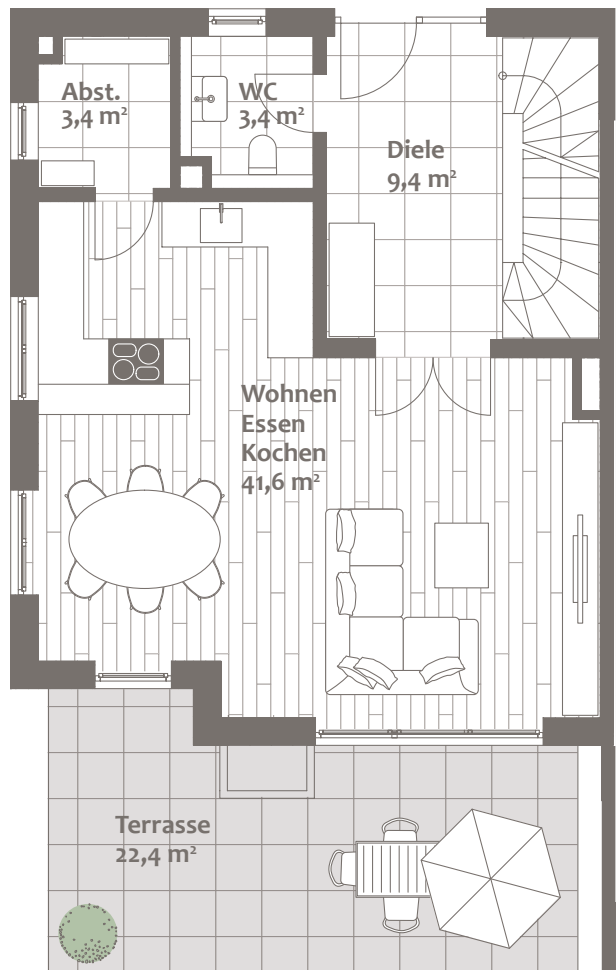 Abst.
3,4 m²
WC
3,4 m²
Diele
9,4 m²
Wohnen
Essen
Kochen
41,6 m²
Terrasse
22,4 m²